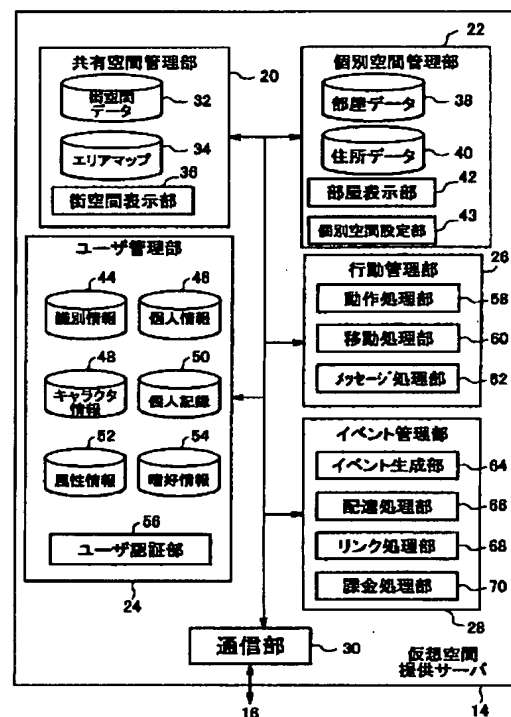 22
共有空間管理部
20
街空間
データ
32
エリアマップ
34
36
街空間表示部
個別空間管理部
部屋データ
38
住所データ
40
部屋表示部
42
個別空間設定部
43
ユーザ管理部
44
46
識別情報
個人情報
48
50
キャラクタ
情報
個人記録
52
54
属性情報
嗜好情報
56
ユーザ認証部
24
26
行動管理部
動作処理部
58
移動処理部
60
メッセージ処理部
62
イベント管理部
イベント生成部
64
配達処理部
66
リンク処理部
68
課金処理部
70
28
通信部
30
仮想空間
提供サーバ
16
14